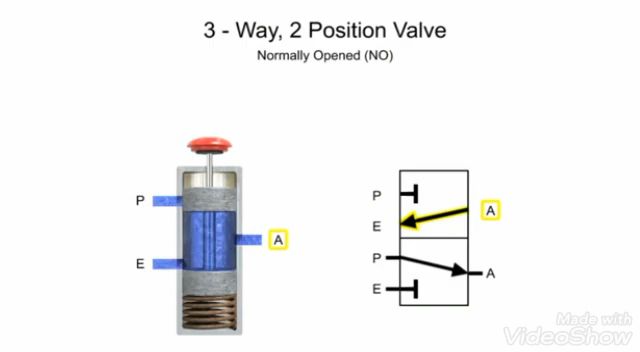 3 - Way, 2 Position Valve
Normally Opened (NO)
P
A
E
P
E
A
P
E
A
Made with
VideoShow